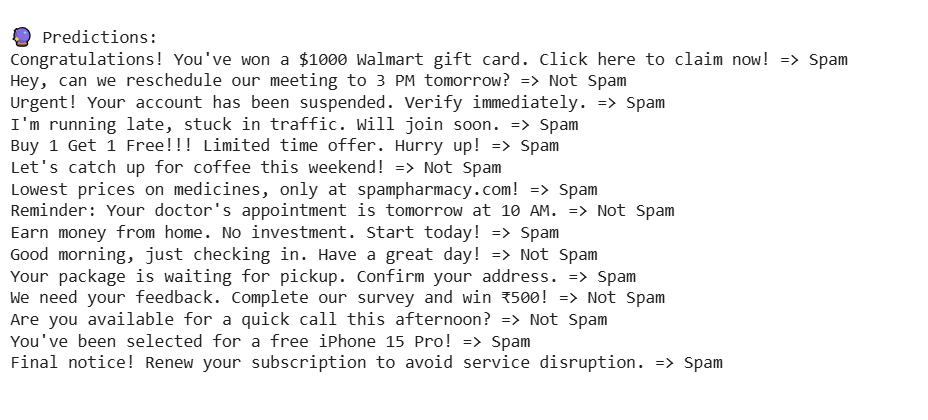 🔮 Predictions:
Congratulations! You've won a $1000 Walmart gift card. Click here to claim now! => Spam
Hey, can we reschedule our meeting to 3 PM tomorrow? => Not Spam
Urgent! Your account has been suspended. Verify immediately. => Spam
I'm running late, stuck in traffic. Will join soon. => Spam
Buy 1 Get 1 Free!!! Limited time offer. Hurry up! => Spam
Let's catch up for coffee this weekend! => Not Spam
Lowest prices on medicines, only at spampharmacy.com! => Spam
Reminder: Your doctor's appointment is tomorrow at 10 AM. => Not Spam
Earn money from home. No investment. Start today! => Spam
Good morning, just checking in. Have a great day! => Not Spam
Your package is waiting for pickup. Confirm your address. => Spam
We need your feedback. Complete our survey and win ₹500! => Not Spam
Are you available for a quick call this afternoon? => Not Spam
You've been selected for a free iPhone 15 Pro! => Spam
Final notice! Renew your subscription to avoid service disruption. => Spam